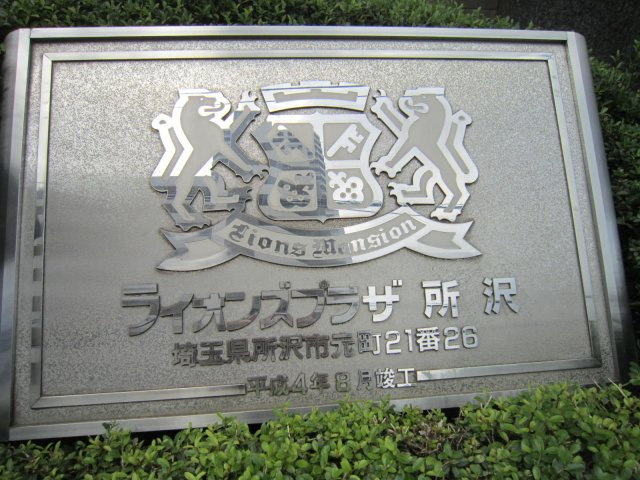 Lions Mansion
ライオンズプラザ所沢
埼玉県所沢市元町21番26
平成4年8月竣工